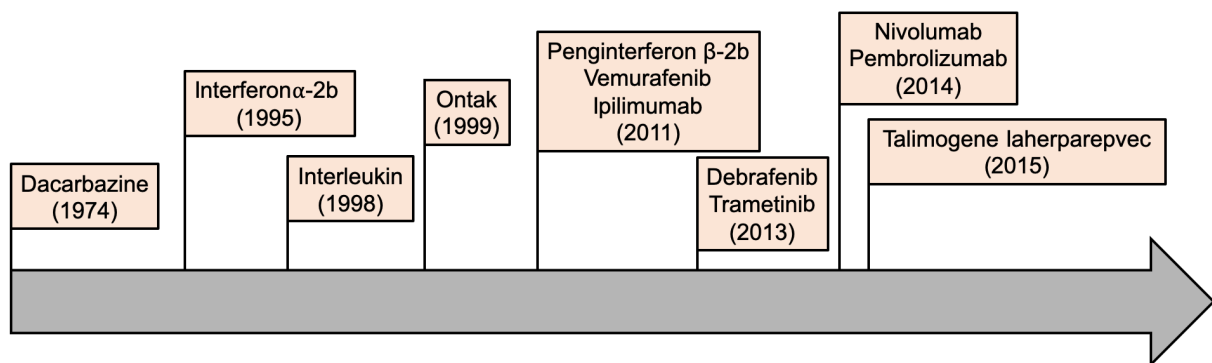 Dacarbazine
(1974)
Interferonα-2b
(1995)
Interleukin
(1998)
Ontak
(1999)
Penginterferon β-2b
Vemurafenib
Ipilimumab
(2011)
Debrafenib
Trametinib
(2013)
Nivolumab
Pembrolizumab
(2014)
Talimogene laherparepvec
(2015)